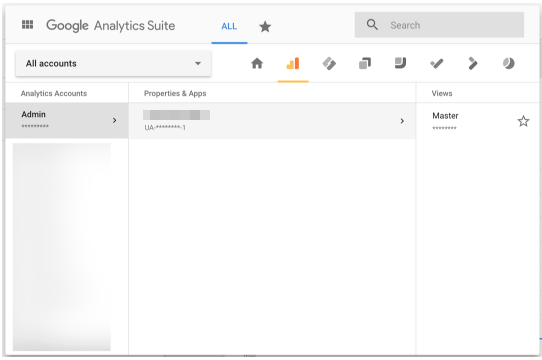 Google Analytics Suite
ALL
Search
All accounts
Analytics Accounts
Properties & Apps
Views
Admin
*********
UA-********-1
Master
********